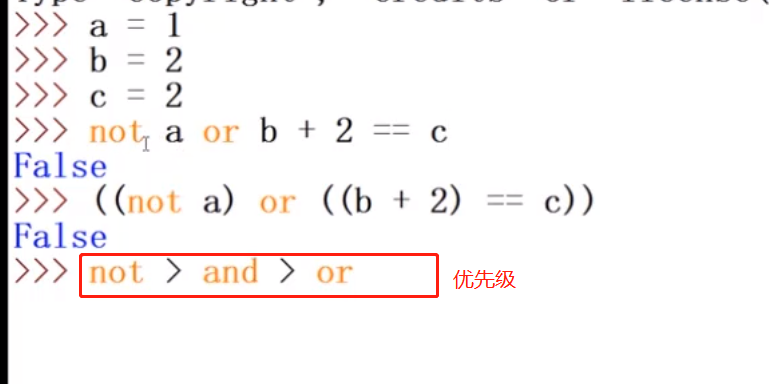 >>> a = 1
>>> b = 2
>>> c = 2
>>> not a or b + 2 == c
False
>>> ((not a) or ((b + 2) == c))
False
>>> not > and > or 优先级